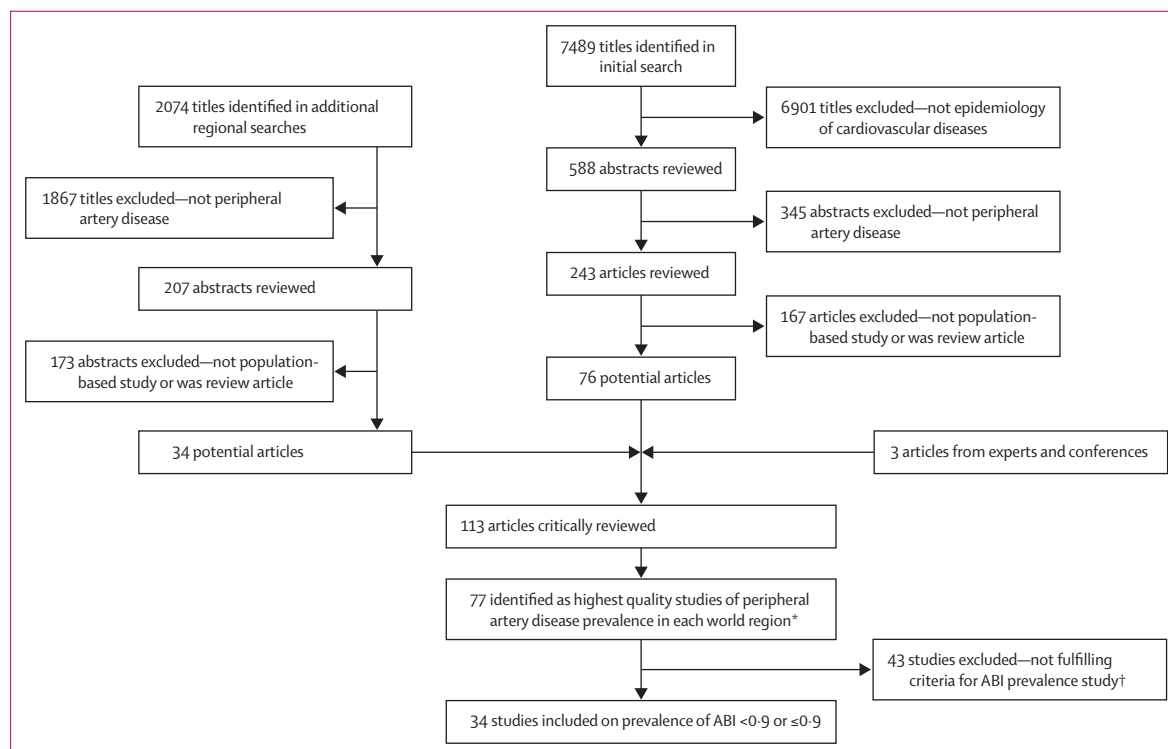 7489 titles identified in
initial search
2074 titles identified in additional
regional searches
6901 titles excluded—not epidemiology
of cardiovascular diseases
588 abstracts reviewed
1867 titles excluded—not peripheral
artery disease
345 abstracts excluded—not peripheral
artery disease
243 articles reviewed
207 abstracts reviewed
167 articles excluded—not population-
based study or was review article
173 abstracts excluded—not population-
based study or was review article
76 potential articles
34 potential articles
3 articles from experts and conferences
113 articles critically reviewed
77 identified as highest quality studies of peripheral
artery disease prevalence in each world region*
43 studies excluded—not fulfilling
criteria for ABI prevalence study†
34 studies included on prevalence of ABI <0·9 or ≤0·9